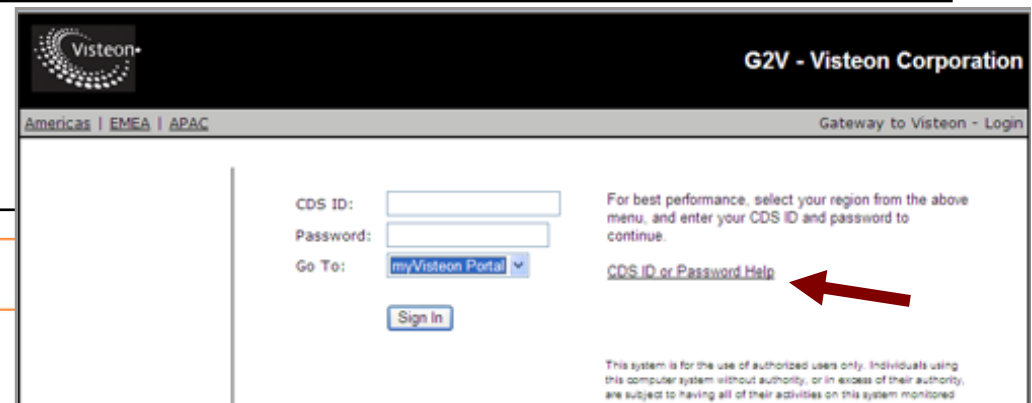 Visteon
G2V - Visteon Corporation
Americas | EMEA | APAC
Gateway to Visteon - Login
CDS ID:
Password:
Go To:
myVisteon Portal
Sign In
For best performance, select your region from the above
menu, and enter your CDS ID and password to
continue.
CDS ID or Password Help
This system is for the use of authorized users only. Individuals using
this computer system without authority, or in excess of their authority,
are subject to having all of their activities on this system monitored